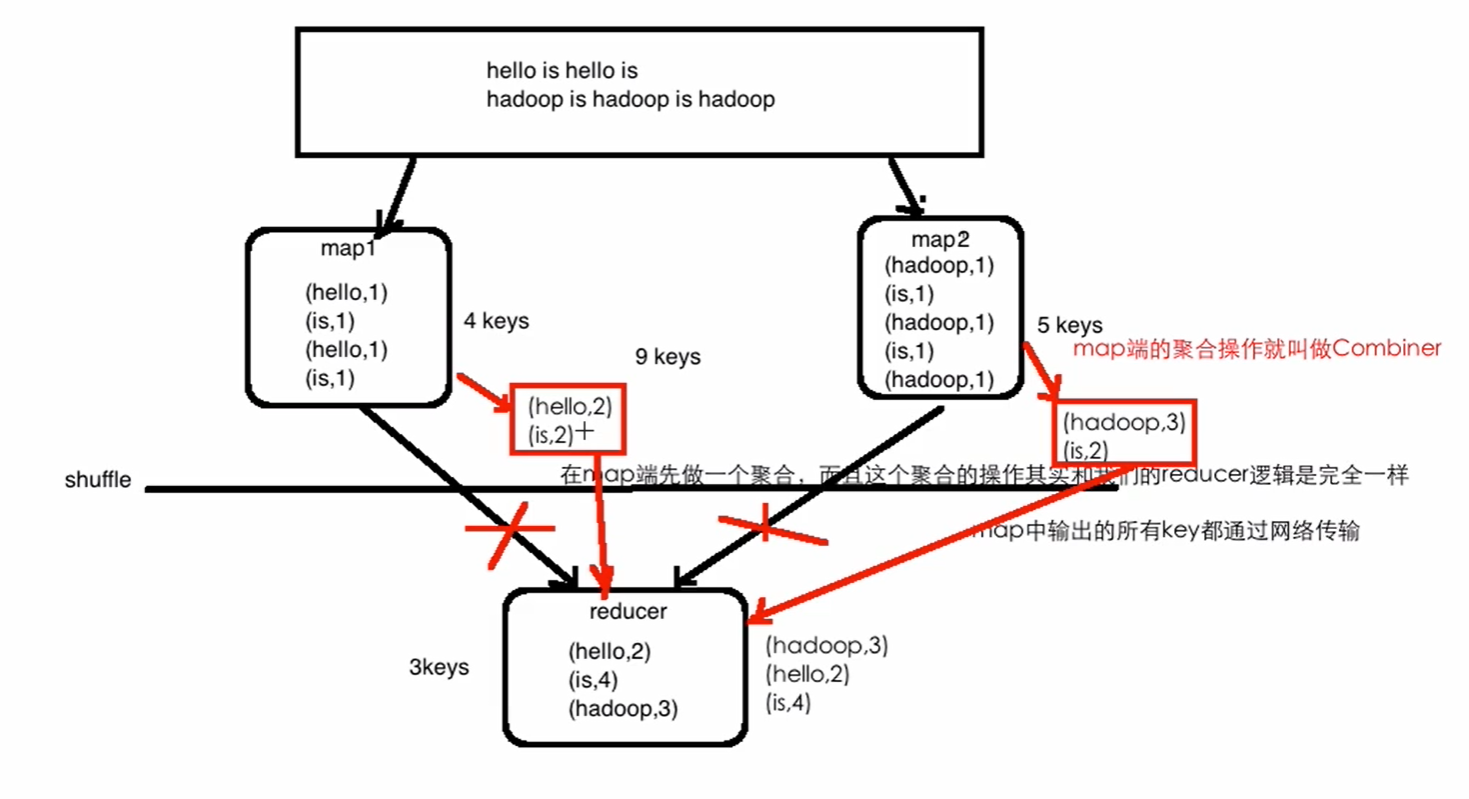 hello is hello is
hadoop is hadoop is hadoop
map1
(hello,1)
(is,1)
(hello,1)
(is,1)
4 keys
9 keys
map2
(hadoop,1)
(is,1)
(hadoop,1)
(is,1)
(hadoop,1)
5 keys
map端的聚合操作就叫做Combiner
(hello,2)
(is,2)
(hadoop,3)
(is,2)
shuffle
在map端先做一个聚合，而且这个聚合的操作其实和我们的reducer逻辑是完全一样
map中输出的所有key都通过网络传输
reducer
(hello,2)
(is,4)
(hadoop,3)
3keys
(hadoop,3)
(hello,2)
(is,4)